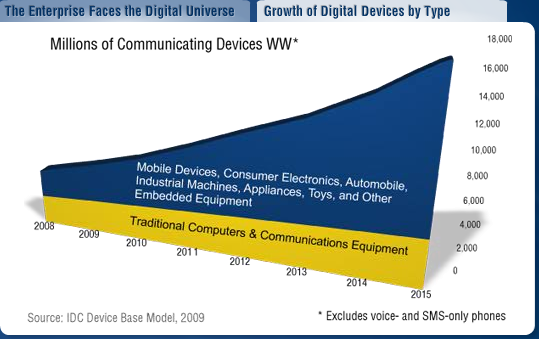 The Enterprise Faces the Digital Universe
Growth of Digital Devices by Type
Millions of Communicating Devices WW*
18,000
16,000
14,000
12,000
10,000
8,000
6,000
4,000
2,000
0
Mobile Devices, Consumer Electronics, Automobile,
Industrial Machines, Appliances, Toys, and Other
Embedded Equipment
Traditional Computers & Communications Equipment
2008
2009
2010
2011
2012
2013
2014
2015
Source: IDC Device Base Model, 2009
* Excludes voice- and SMS-only phones